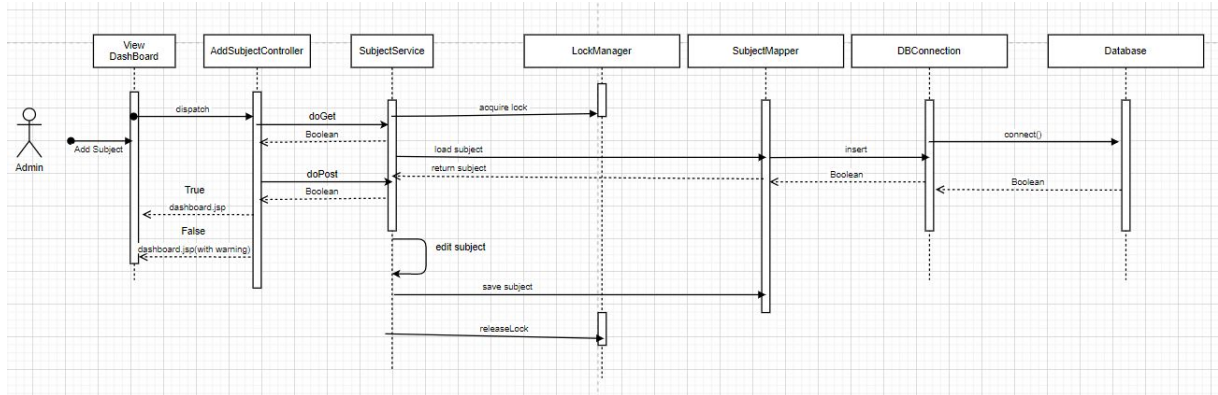 View
DashBoard
AddSubjectController
SubjectService
LockManager
SubjectMapper
DBConnection
Database
dispatch
acquire lock
doGet
Boolean
connect()
Add Subject
load subject
insert
Admin
return subject
doPost
Boolean
Boolean
True
Boolean
dashboard.jsp
False
dashboard.jsp(with warning)
edit subject
save subject
releaseLock